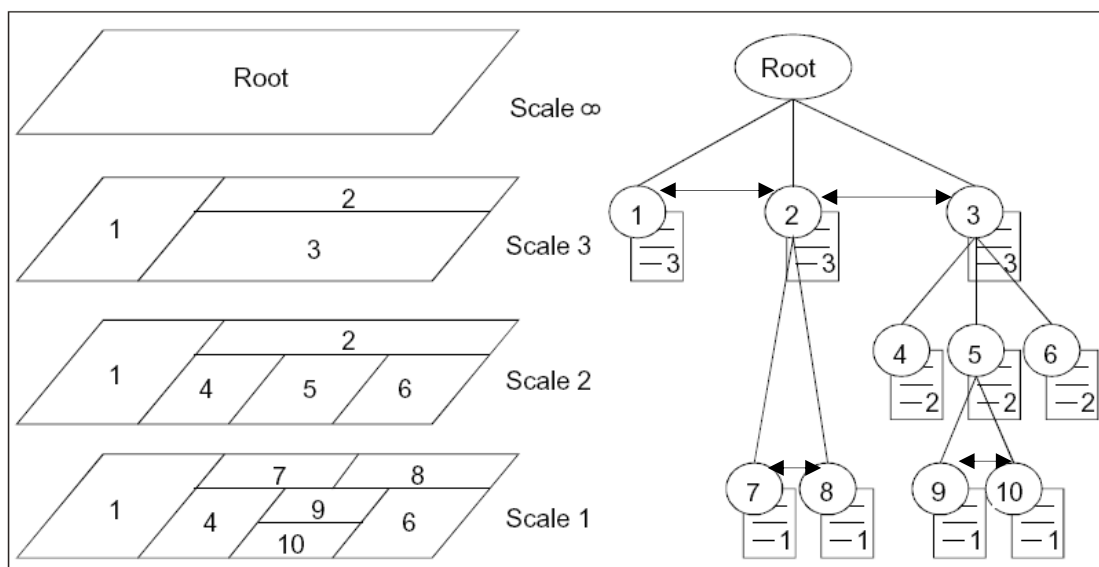 Root
Scale ∞
1
2
3
Scale 3
1
2
4 5 6
Scale 2
1
7 8
4
9
10
6
Scale 1
Root
1 2 3
3 3 3
4 5 6
2 2 2
7 8 9 10
1 1 1 1